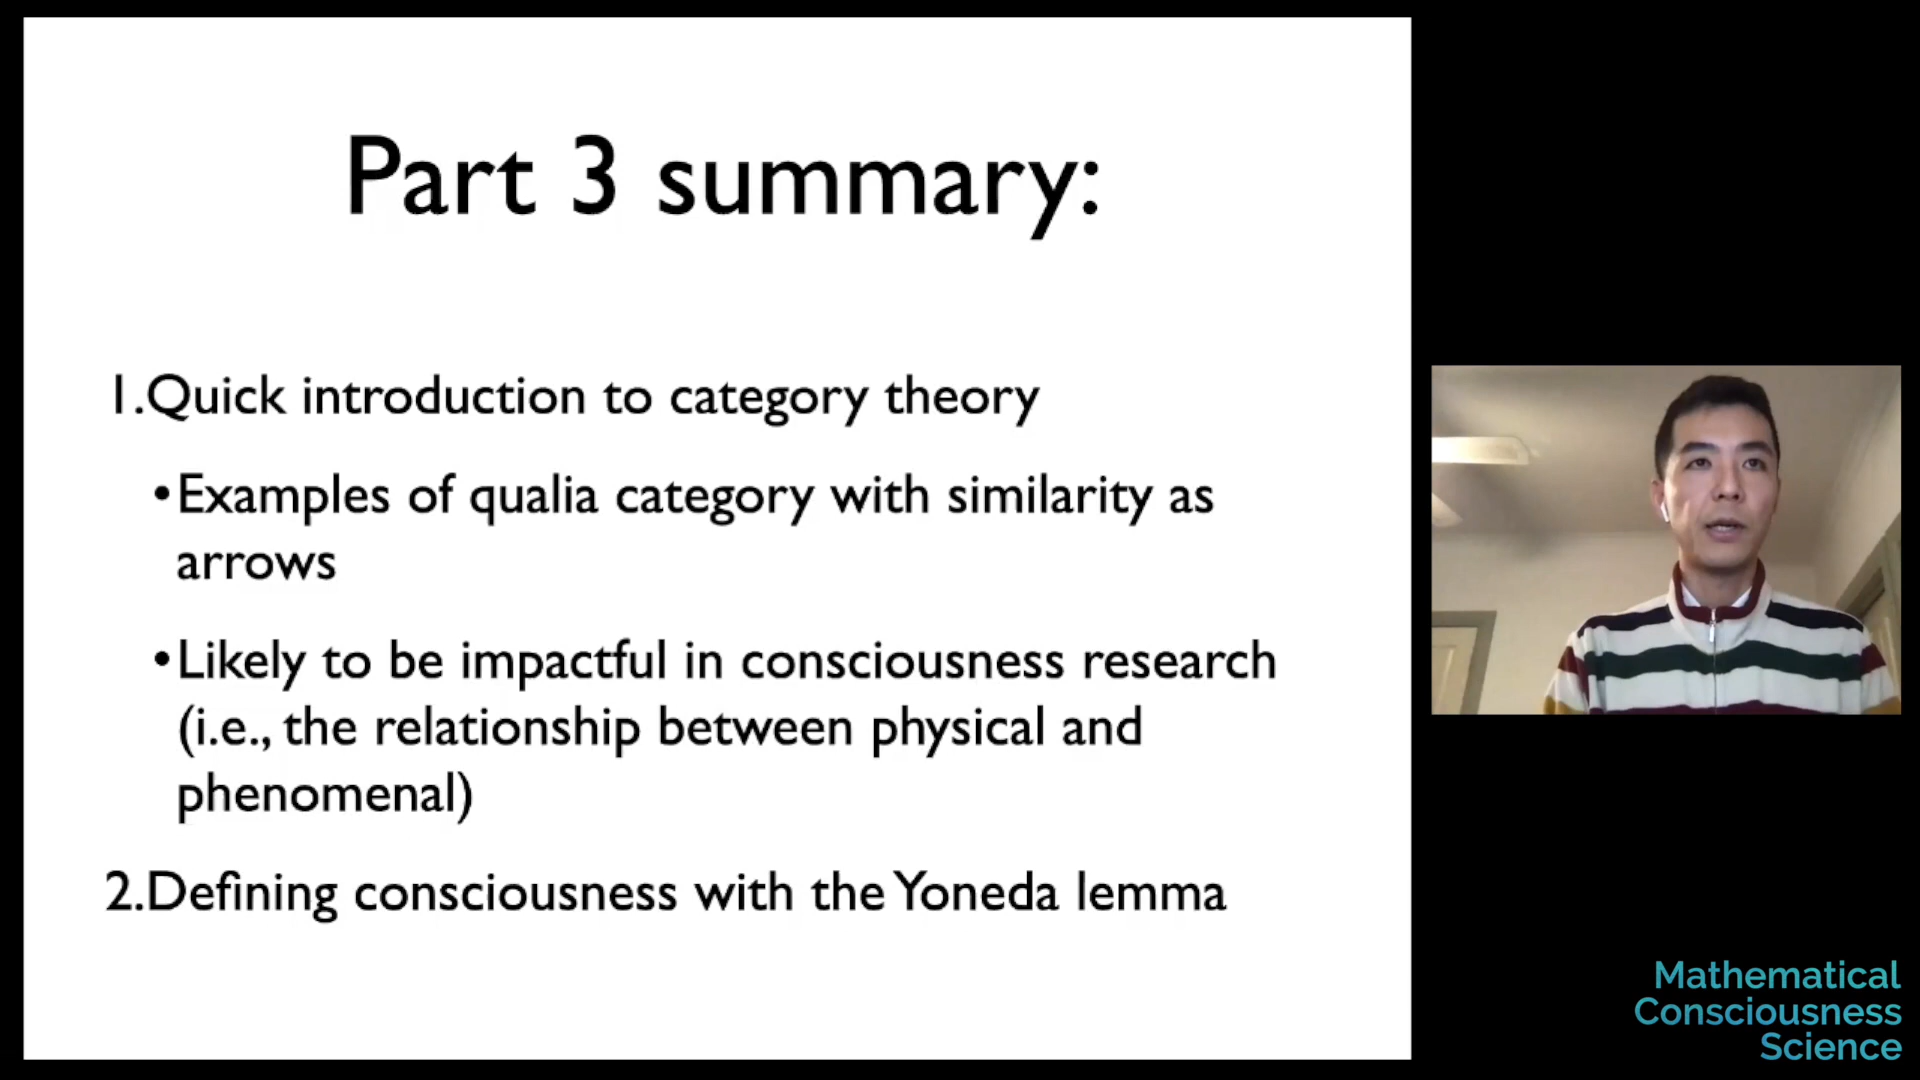 Part 3 summary:
1.Quick introduction to category theory
•Examples of qualia category with similarity as
arrows
•Likely to be impactful in consciousness research
(i.e., the relationship between physical and
phenomenal)
2.Defining consciousness with the Yoneda lemma
Mathematical
Consciousness
Science